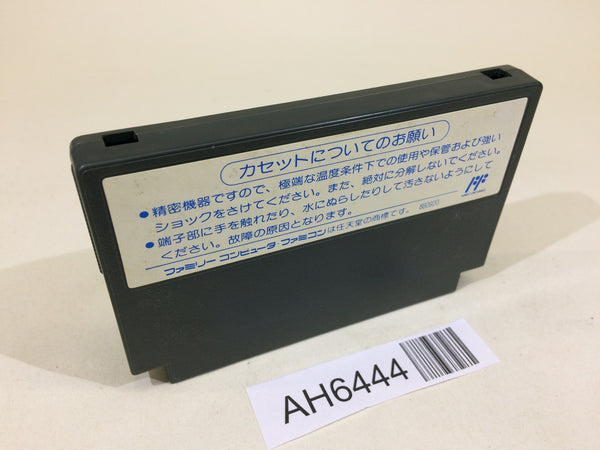 カセットについてのお願い
●精密機器ですので、極端な温度条件下での使用や保管および強い
ショックをさけてください。また、絶対に分解しないでください。
●端子部に手を触れたり、水にぬらしたりして汚さないようにして
ください。故障の原因となります。
ファミリーコンピュータ・ファミコンは任天堂の商標です。
AH6444